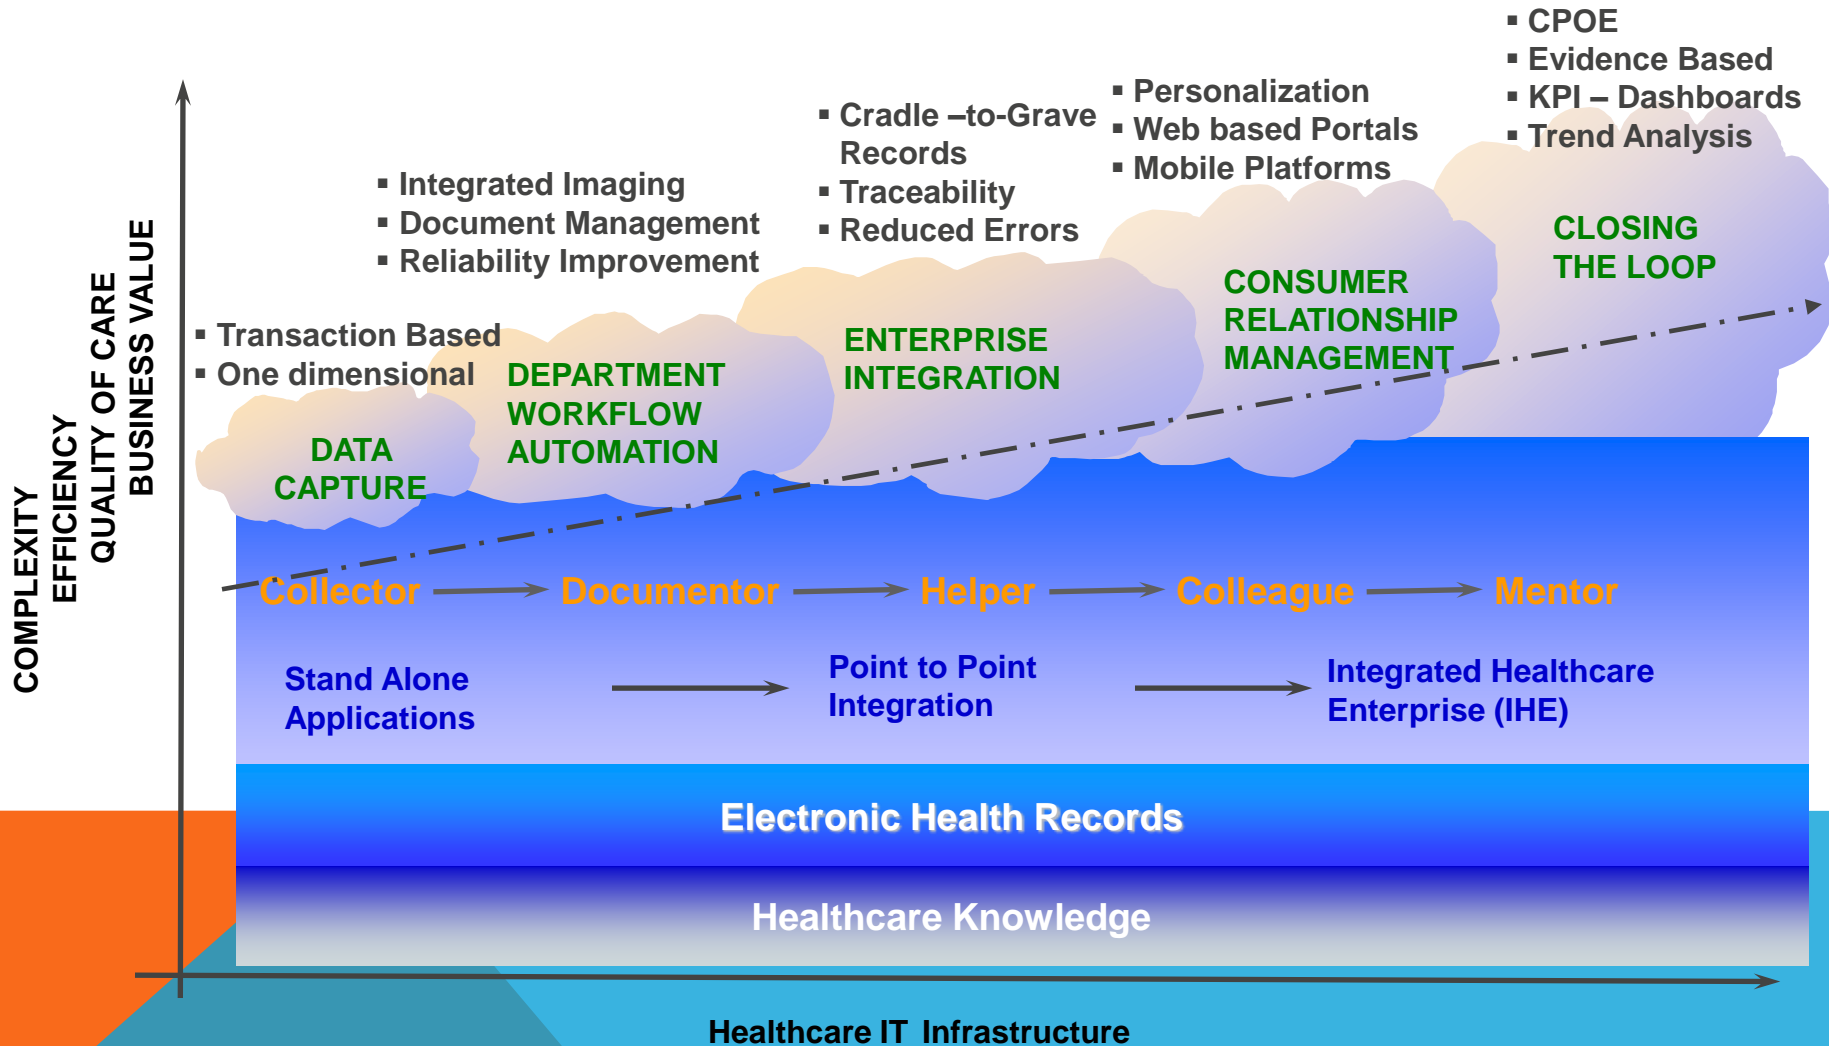 ▪ CPOE
▪ Evidence Based
▪ KPI – Dashboards
▪ Trend Analysis
▪ Personalization
▪ Web based Portals
▪ Mobile Platforms
▪ Cradle –to-Grave
Records
▪ Traceability
▪ Reduced Errors
▪ Integrated Imaging
▪ Document Management
▪ Reliability Improvement
▪ Transaction Based
▪ One dimensional
COMPLEXITY
EFFICIENCY
QUALITY OF CARE
BUSINESS VALUE
DATA
CAPTURE
DEPARTMENT
WORKFLOW
AUTOMATION
ENTERPRISE
INTEGRATION
CONSUMER
RELATIONSHIP
MANAGEMENT
CLOSING
THE LOOP
Collector
Documentor
Helper
Colleague
Mentor
Stand Alone
Applications
Point to Point
Integration
Integrated Healthcare
Enterprise (IHE)
Electronic Health Records
Healthcare Knowledge
Healthcare IT Infrastructure